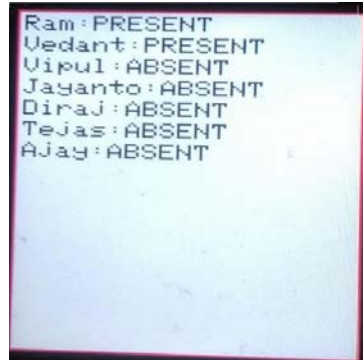 Ram:PRESENT
Vedant:PRESENT
Vipul:ABSENT
Jayanto:ABSENT
Diraj:ABSENT
Tejas:ABSENT
Ajay:ABSENT